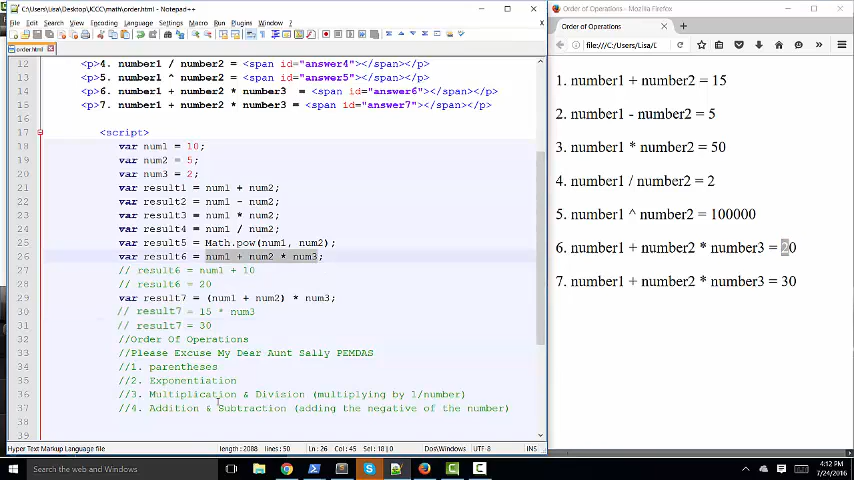 C:\Users\Lisa\Desktop\ICCC\math\order.html - Notepad++
File Edit Search View Encoding Language Settings Macro Run Plugins Window ?
order.html
12 <p>4. number1 / number2 = <span id="answer4"></span></p>
13 <p>5. number1 ^ number2 = <span id="answer5"></span></p>
14 <p>6. number1 + number2 * number3  = <span id="answer6"></span></p>
15 <p>7. number1 + number2 * number3 = <span id="answer7"></span></p>
16
17 <script>
18 var num1 = 10;
19 var num2 = 5;
20 var num3 = 2;
21 var result1 = num1 + num2;
22 var result2 = num1 - num2;
23 var result3 = num1 * num2;
24 var result4 = num1 / num2;
25 var result5 = Math.pow(num1, num2);
26 var result6 = num1 + num2 * num3;
27 // result6 = num1 + 10
28 // result6 = 20
29 var result7 = (num1 + num2) * num3;
30 // result7 = 15 * num3
31 // result7 = 30
32 //Order Of Operations
33 //Please Excuse My Dear Aunt Sally PEMDAS
34 //1. parentheses
35 //2. Exponentiation
36 //3. Multiplication & Division (multiplying by 1/number)
37 //4. Addition & Subtraction (adding the negative of the number)
38
39
Hyper Text Markup Language file length : 2088 lines : 50 Ln : 26 Col : 45 Sel : 18 | 0 Dos\Windows UTF-8 INS
Order of Operations - Mozilla Firefox
Order of Operations
file:///C:/Users/Lisa/D
1. number1 + number2 = 15
2. number1 - number2 = 5
3. number1 * number2 = 50
4. number1 / number2 = 2
5. number1 ^ number2 = 100000
6. number1 + number2 * number3 = 20
7. number1 + number2 * number3 = 30
Search the web and Windows
4:12 PM
7/24/2016